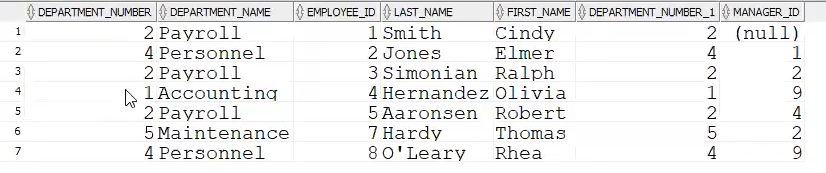 DEPARTMENT_NUMBER DEPARTMENT_NAME EMPLOYEE_ID LAST_NAME FIRST_NAME DEPARTMENT_NUMBER_1 MANAGER_ID
1 2 Payroll 1 Smith Cindy 2 (null)
2 4 Personnel 2 Jones Elmer 4 1
3 2 Payroll 3 Simonian Ralph 2 2
4 1 Accounting 4 Hernandez Olivia 1 9
5 2 Payroll 5 Aaronsen Robert 2 4
6 5 Maintenance 7 Hardy Thomas 5 2
7 4 Personnel 8 O'Leary Rhea 4 9